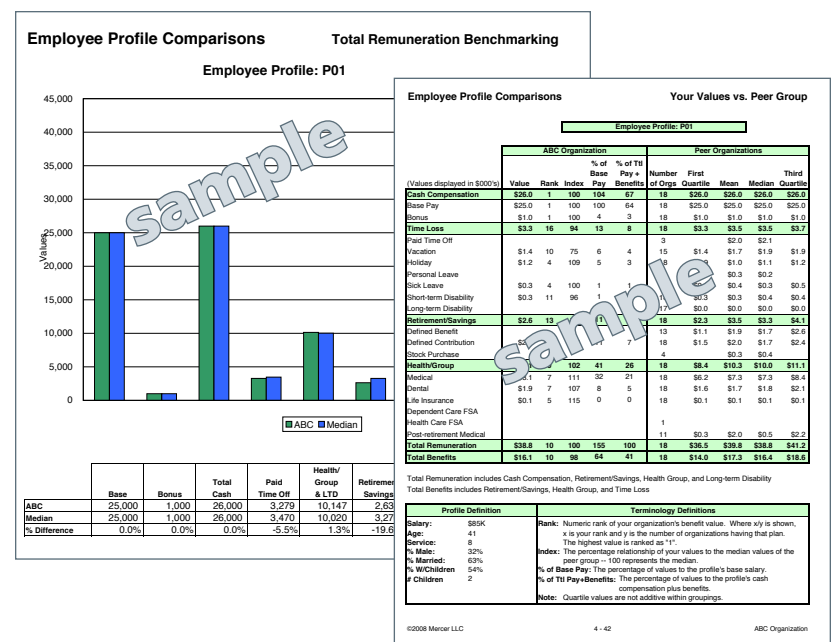 Employee Profile Comparisons Total Remuneration Benchmarking
Employee Profile: P01
45,000
40,000
35,000
30,000
25,000
Values
20,000
15,000
10,000
5,000
0
sample
ABC Median
Base Bonus Total Cash Paid Time Off Health/ Group & LTD Retireme Savings
ABC 25,000 1,000 26,000 3,279 10,147 2,63
Median 25,000 1,000 26,000 3,470 10,020 3,27
% Difference 0.0% 0.0% 0.0% -5.5% 1.3% -19.6
Employee Profile Comparisons Your Values vs. Peer Group
Employee Profile: P01
ABC Organization Peer Organizations
(Values displayed in $000's) Value Rank Index % of Base Pay % of Ttl Pay + Benefits Number of Orgs First Quartile Mean Median Third Quartile
Cash Compensation $26.0 1 100 104 67 18 $26.0 $26.0 $26.0 $26.0
Base Pay $25.0 1 100 100 64 18 $25.0 $25.0 $25.0 $25.0
Bonus $1.0 1 100 4 3 18 $1.0 $1.0 $1.0 $1.0
Time Loss $3.3 16 94 13 8 18 $3.3 $3.5 $3.5 $3.7
Paid Time Off 3 $2.0 $2.1
Vacation $1.4 10 75 6 4 15 $1.4 $1.7 $1.9 $1.9
Holiday $1.2 4 109 5 3 $1.0 $1.1 $1.2
Personal Leave $0.3 $0.2
Sick Leave $0.3 4 100 1 $0.4 $0.3 $0.5
Short-term Disability $0.3 11 96 $0.3 $0.4 $0.4
Long-term Disability $0.0 $0.0 $0.0
Retirement/Savings $2.6 13 18 $2.3 $3.5 $3.3 $4.1
Defined Benefit 13 $1.1 $1.9 $1.7 $2.6
Defined Contribution 7 18 $1.5 $2.0 $1.7 $2.4
Stock Purchase 4 $0.3 $0.4
Health/Group 102 41 26 18 $8.4 $10.3 $10.0 $11.1
Medical 7 111 32 21 18 $6.2 $7.3 $7.3 $8.4
Dental $1.9 7 107 8 5 18 $1.6 $1.7 $1.8 $2.1
Life Insurance $0.1 5 115 0 0 18 $0.1 $0.1 $0.1 $0.1
Dependent Care FSA
Health Care FSA 1
Post-retirement Medical 11 $0.3 $2.0 $0.5 $2.2
Total Remuneration $38.8 10 100 155 100 18 $36.5 $39.8 $38.8 $41.2
Total Benefits $16.1 10 98 64 41 18 $14.0 $17.3 $16.4 $18.6
sample
Total Remuneration includes Cash Compensation, Retirement/Savings, Health Group, and Long-term Disability
Total Benefits includes Retirement/Savings, Health Group, and Time Loss
Profile Definition
Salary: $85K
Age: 41
Service: 8
% Male: 32%
% Married: 63%
% W/Children 54%
# Children 2
Terminology Definitions
Rank: Numeric rank of your organization's benefit value. Where x/y is shown,
x is your rank and y is the number of organizations having that plan.
The highest value is ranked as "1".
Index: The percentage relationship of your values to the median values of the
peer group -- 100 represents the median.
% of Base Pay: The percentage of values to the profile's base salary.
% of Ttl Pay+Benefits: The percentage of values to the profile's cash
compensation plus benefits.
Note: Quartile values are not additive within groupings.
©2008 Mercer LLC 4 - 42 ABC Organization